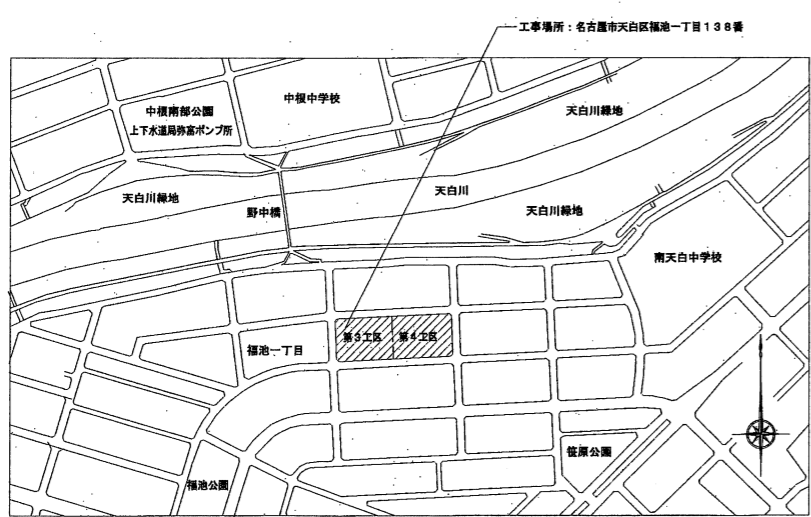 工事場所：名古屋市天白区福池一丁目138番
中根中学校
中根南部公園
上下水道局弥富ポンプ所
天白川緑地
天白川
天白川緑地
野中橋
天白川緑地
南天白中学校
第3工区
第4工区
福池一丁目
笹原公園
福池公園